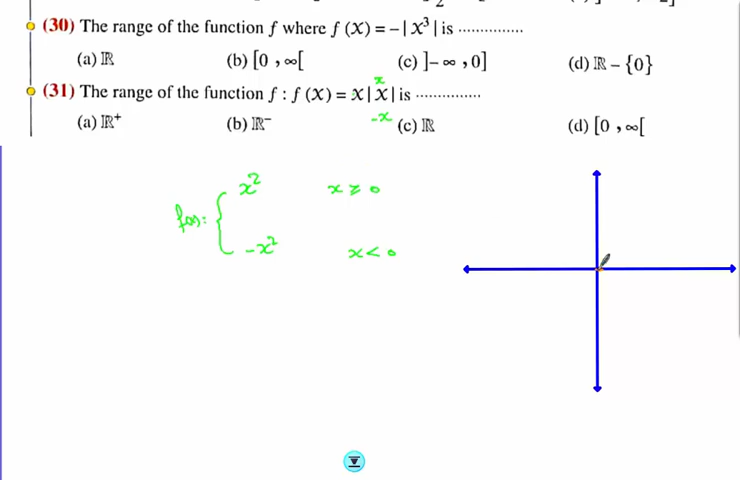 (30) The range of the function f where f (X) = –| X³ | is ...............
(a) ℝ (b) [0 , ∞[ (c) ]– ∞ , 0] (d) ℝ – {0}
x
(31) The range of the function f : f (X) = X | X | is ...............
-x
(a) ℝ⁺ (b) ℝ⁻ (c) ℝ (d) [0 , ∞[
x² x ≥ 0
f(x):
-x² x < 0